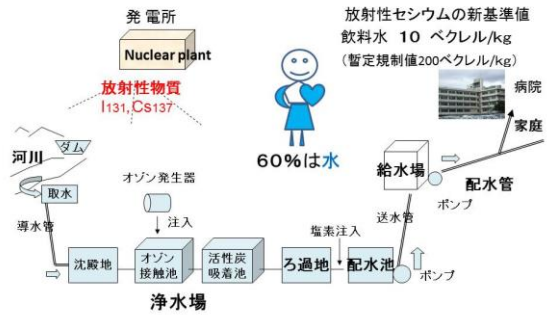 発電所
Nuclear plant
放射性物質
I131,Cs137
放射性セシウムの新基準値
飲料水 10 ベクレル/kg
(暫定規制値200ベクレル/kg)
病院
家庭
60%は水
ダム
河川
取水
導水管
オゾン発生器
注入
沈殿地
オゾン
接触池
活性炭
吸着池
ろ過地
塩素注入
配水池
ポンプ
送水管
給水場
ポンプ
配水管
浄水場